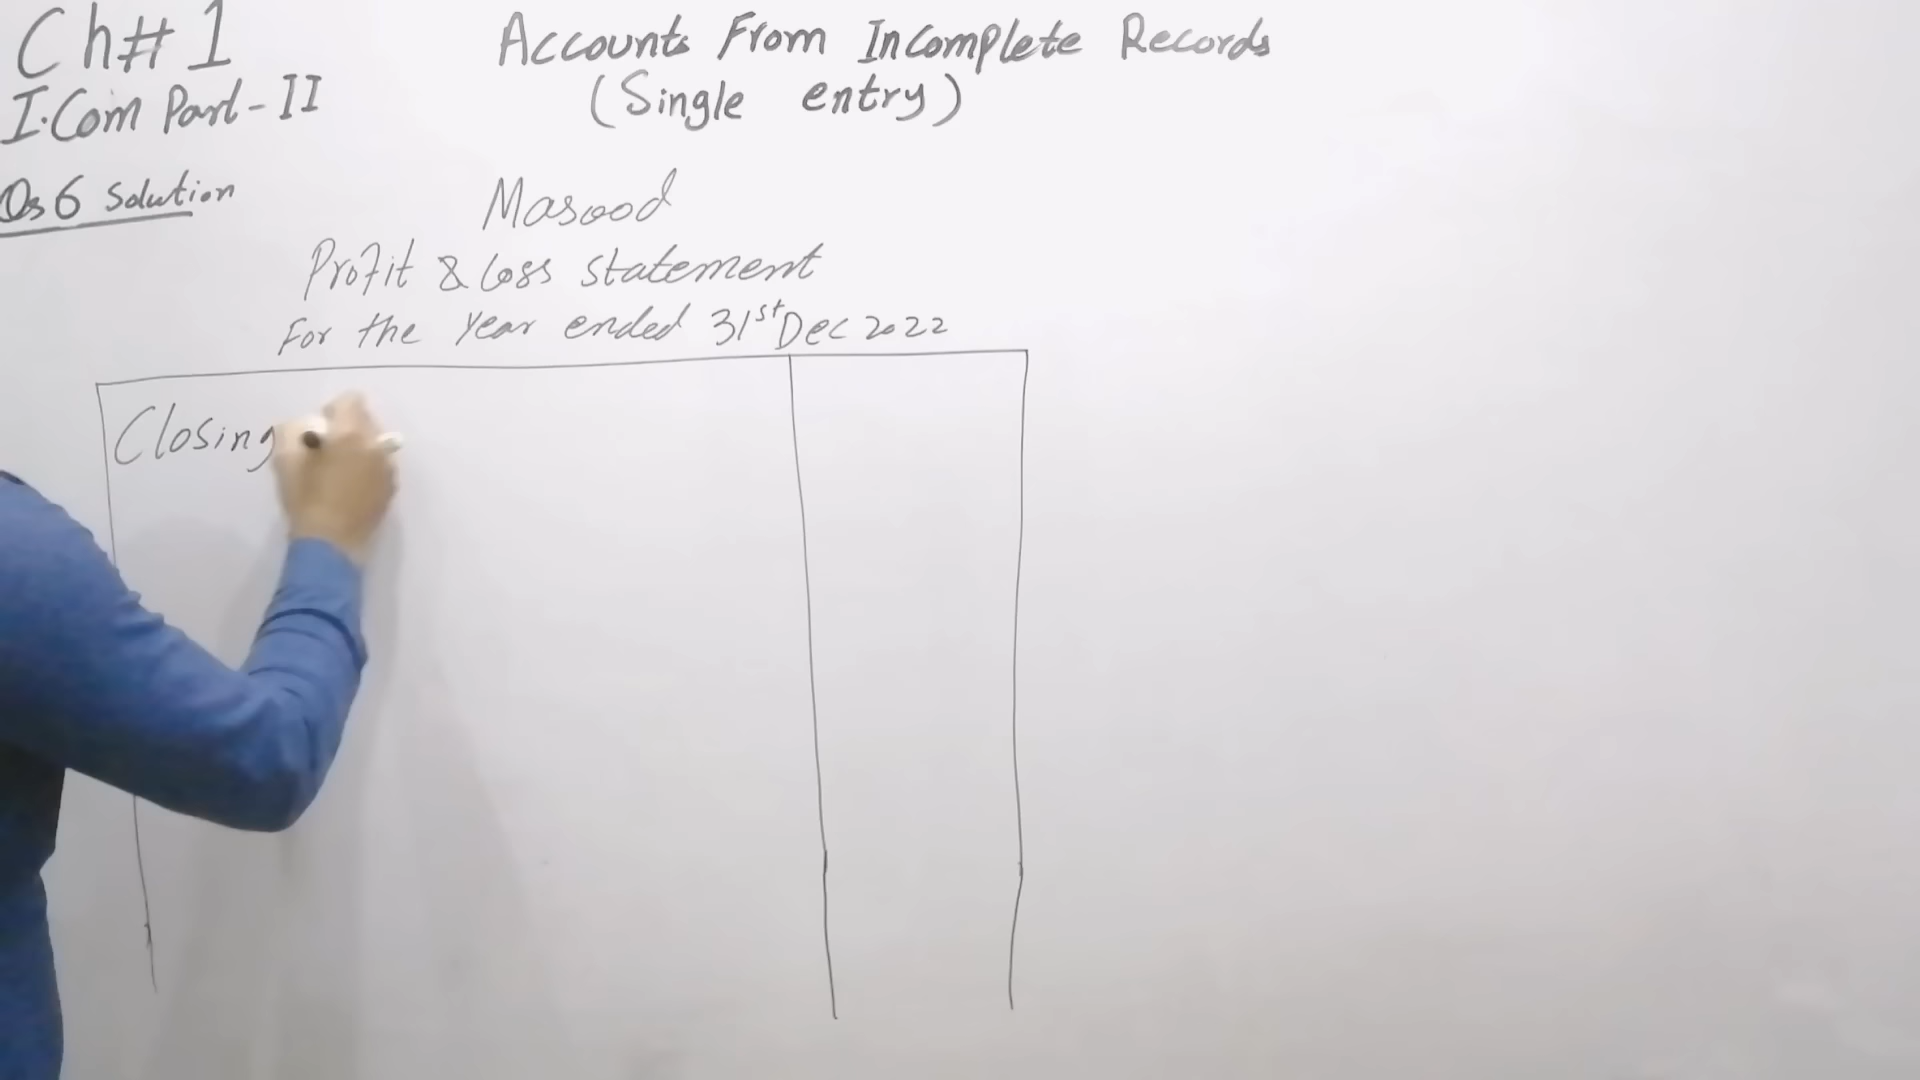 Ch# 1
I.Com Part-II
Accounts From Incomplete Records
(Single entry)
Qs 6 Solution
Masood
Profit & Loss Statement
For the Year ended 31st Dec 2022
Closing